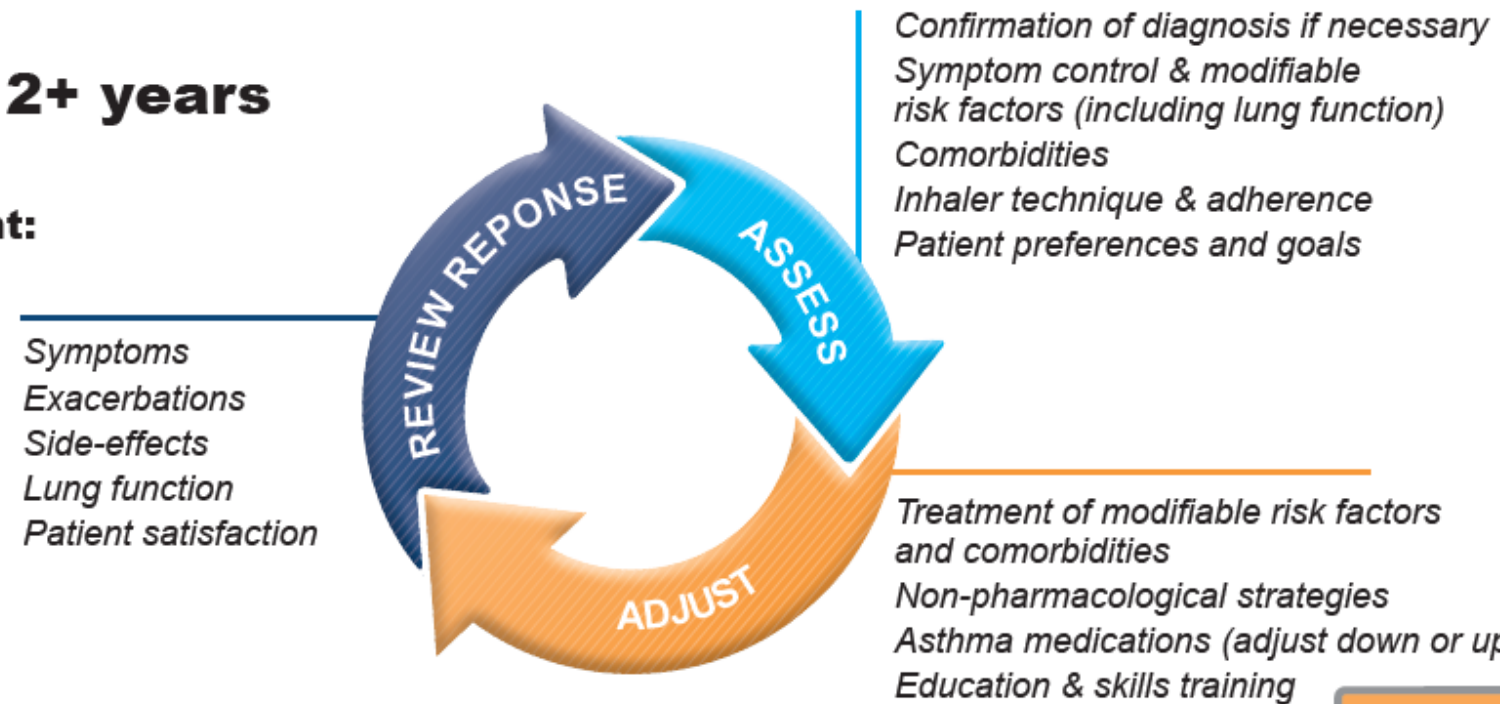 2+ years
nt:
REVIEW REPONSE
ASSESS
ADJUST
Confirmation of diagnosis if necessary
Symptom control & modifiable
risk factors (including lung function)
Comorbidities
Inhaler technique & adherence
Patient preferences and goals
Symptoms
Exacerbations
Side-effects
Lung function
Patient satisfaction
Treatment of modifiable risk factors
and comorbidities
Non-pharmacological strategies
Asthma medications (adjust down or up
Education & skills training